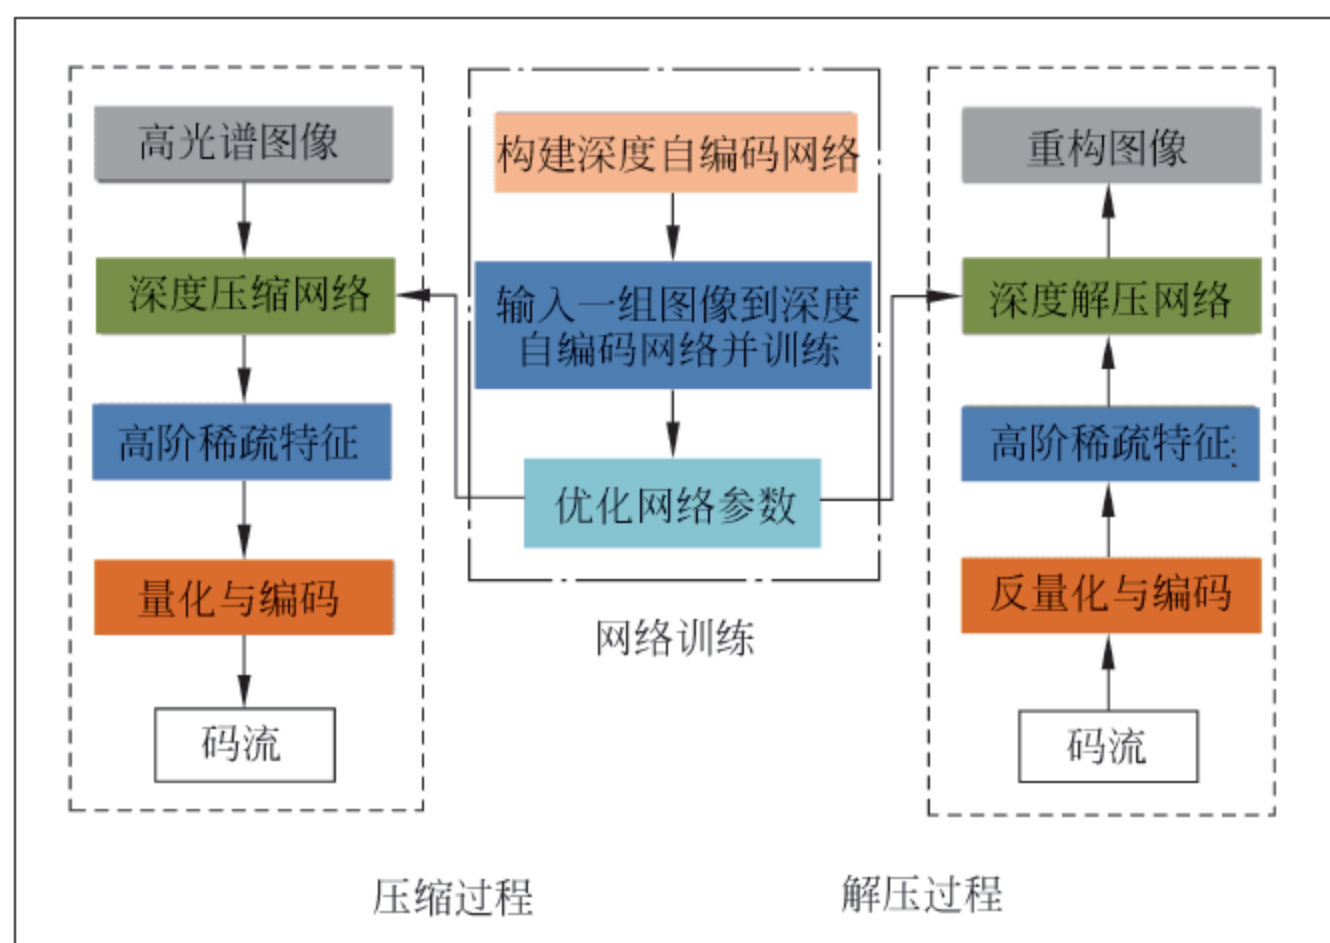 高光谱图像
深度压缩网络
高阶稀疏特征
量化与编码
码流
构建深度自编码网络
输入一组图像到深度
自编码网络并训练
优化网络参数
网络训练
重构图像
深度解压网络
高阶稀疏特征
反量化与编码
码流
压缩过程
解压过程